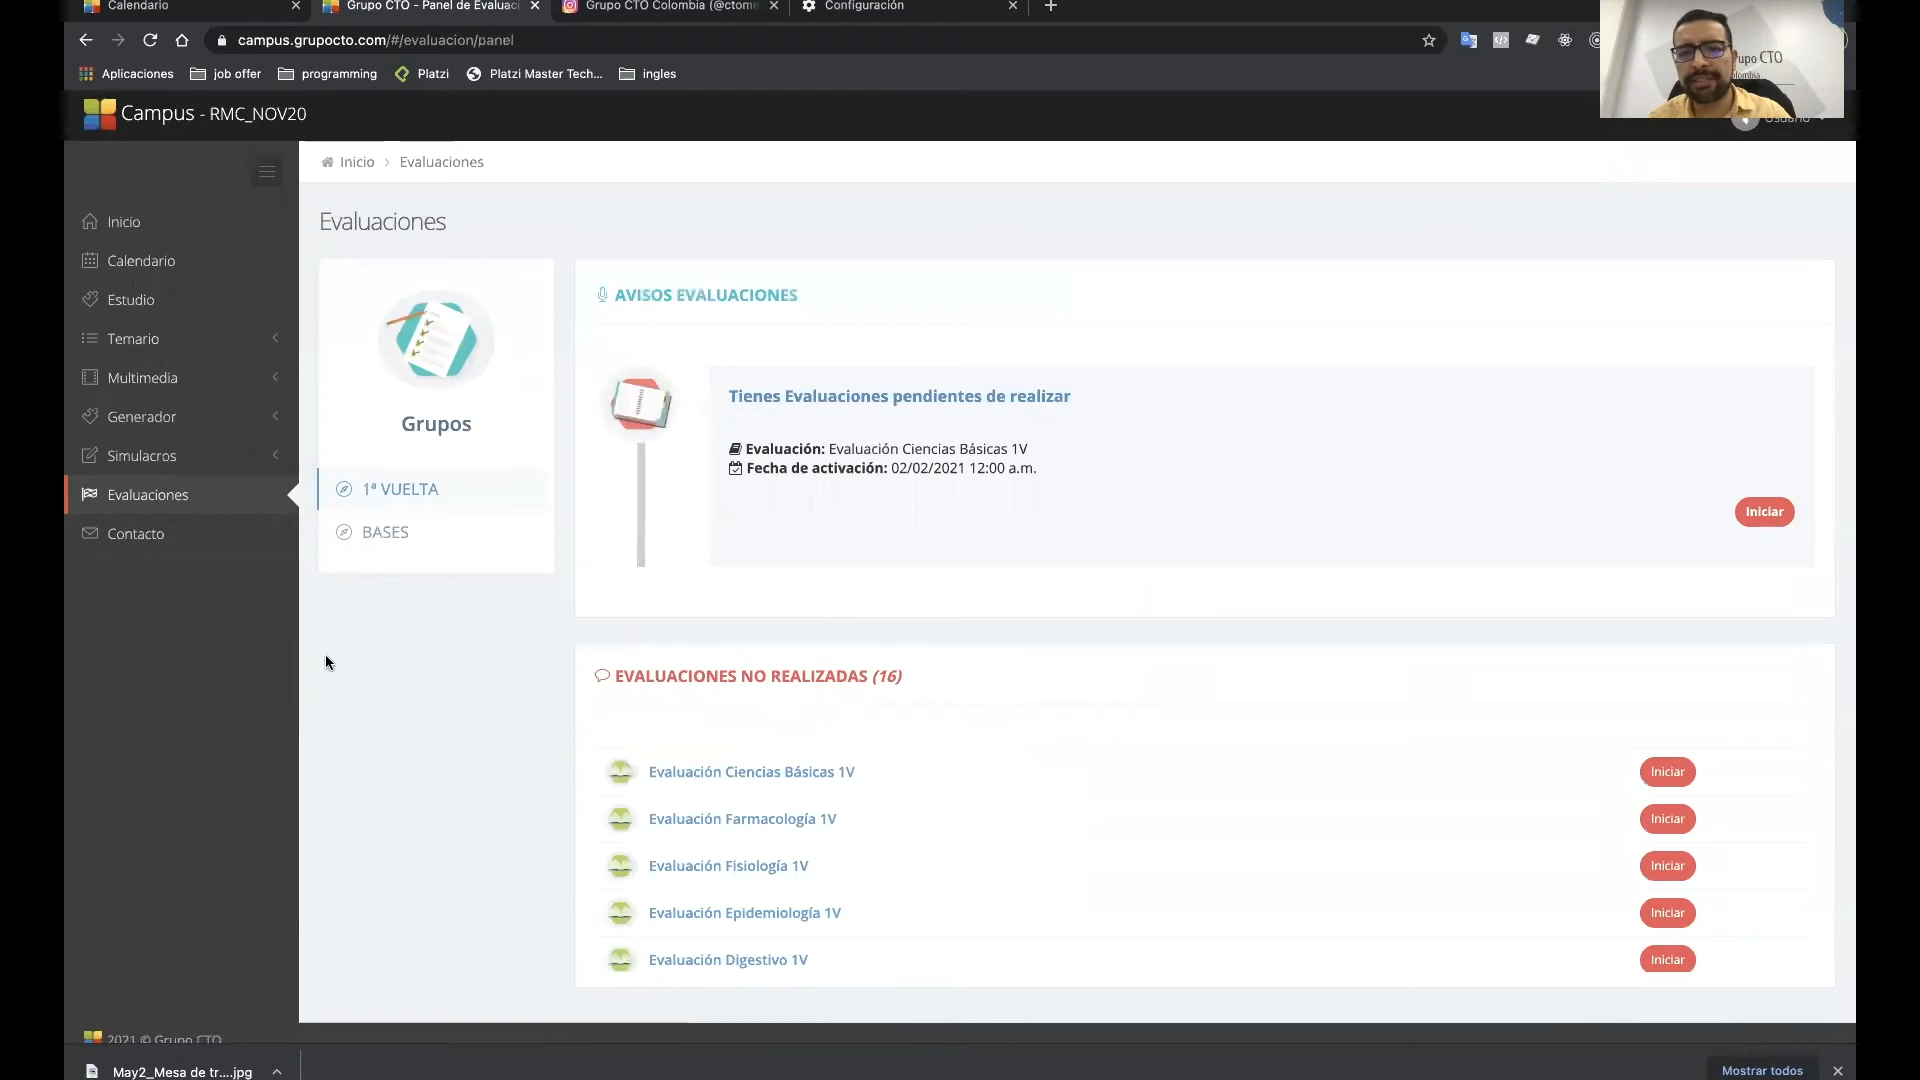 Calendario
Grupo CTO - Panel de Evaluaci
Grupo CTO Colombia (@ctome
Configuración
campus.grupocto.com/#/evaluacion/panel
Aplicaciones
job offer
programming
Platzi
Platzi Master Tech...
ingles
upo CTO
lombia
Campus - RMC_NOV20
Usuario
Inicio > Evaluaciones
Inicio
Calendario
Estudio
Temario
Multimedia
Generador
Simulacros
Evaluaciones
Contacto
Evaluaciones
Grupos
1ª VUELTA
BASES
AVISOS EVALUACIONES
Tienes Evaluaciones pendientes de realizar
Evaluación: Evaluación Ciencias Básicas 1V
Fecha de activación: 02/02/2021 12:00 a.m.
Iniciar
EVALUACIONES NO REALIZADAS (16)
Evaluación Ciencias Básicas 1V
Iniciar
Evaluación Farmacología 1V
Iniciar
Evaluación Fisiología 1V
Iniciar
Evaluación Epidemiología 1V
Iniciar
Evaluación Digestivo 1V
Iniciar
2021 © Grupo CTO
May2_Mesa de tr....jpg
Mostrar todos